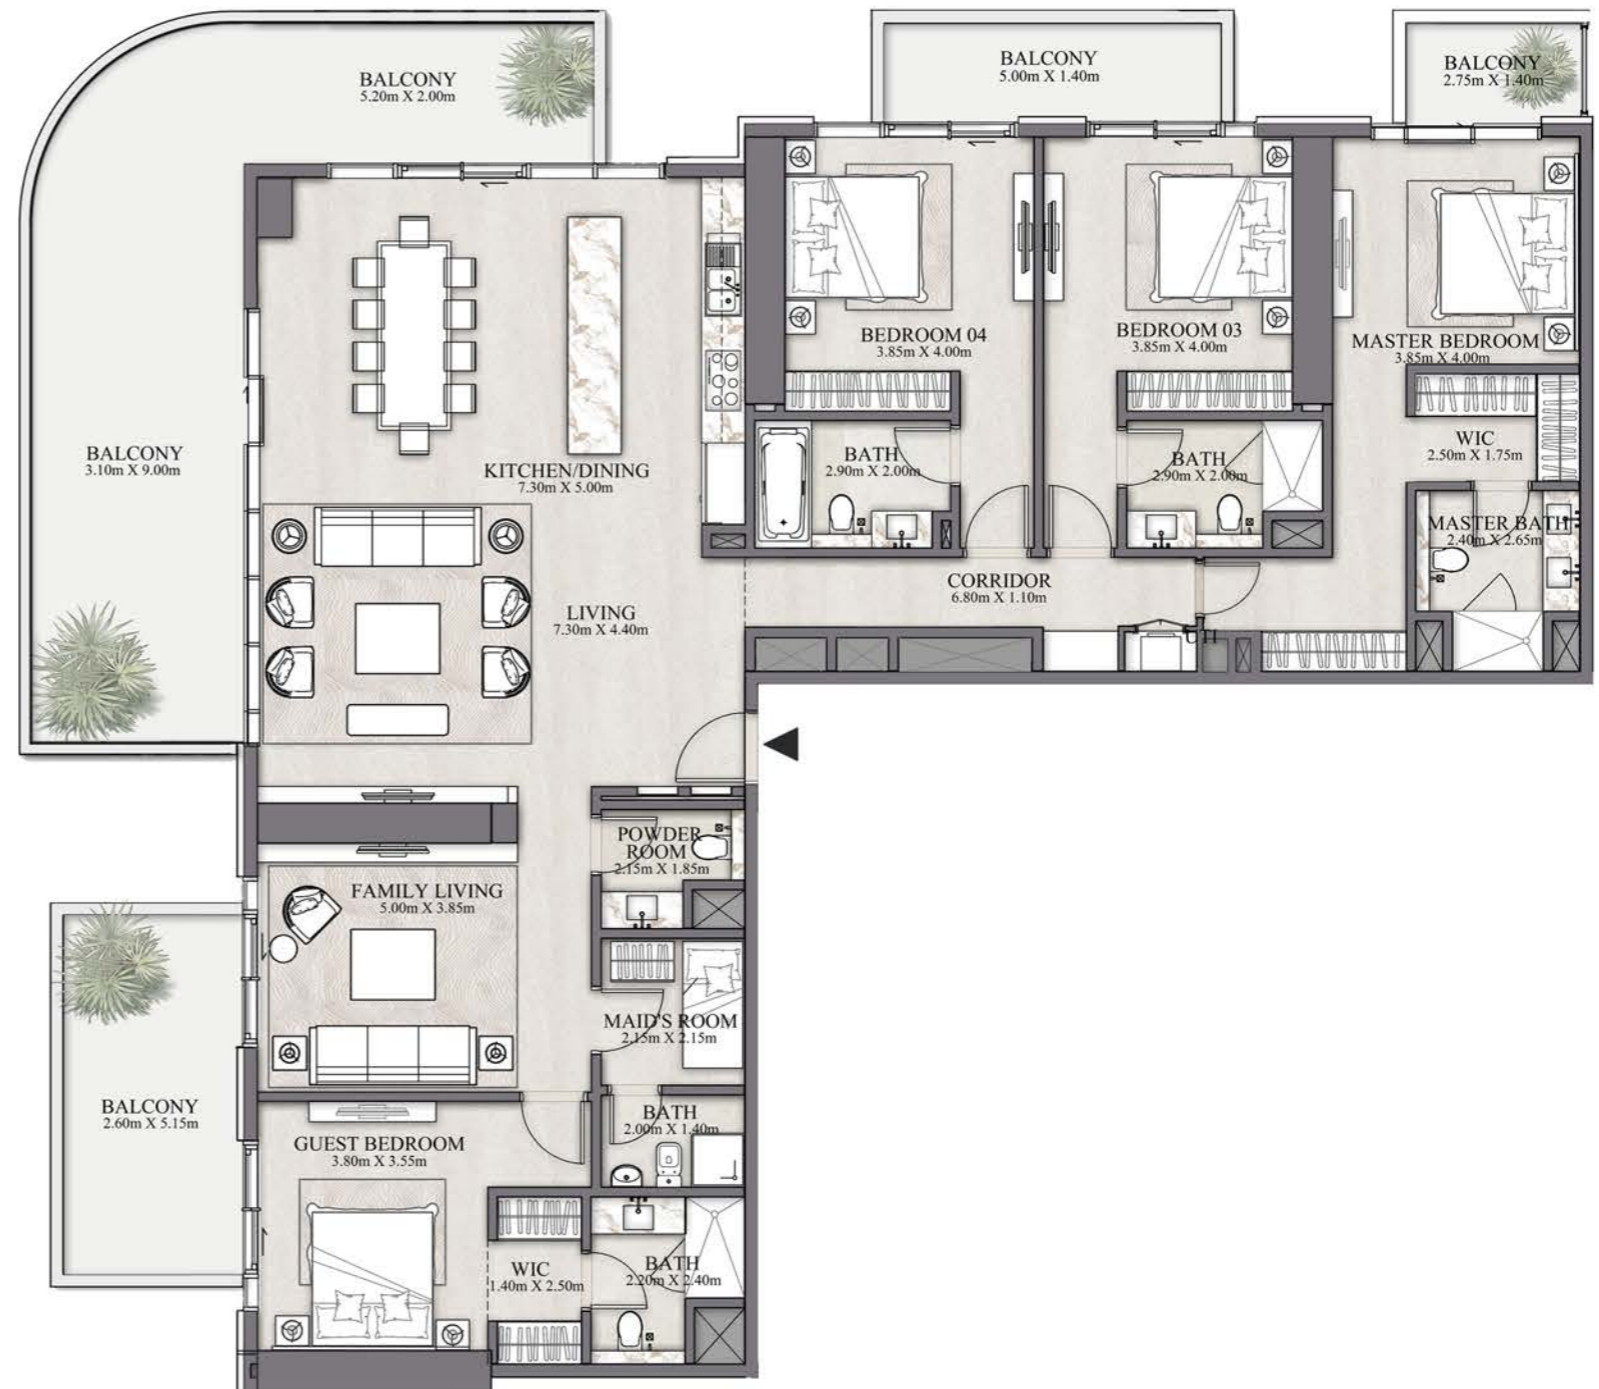 BALCONY
5.20m X 2.00m
BALCONY
5.00m X 1.40m
BALCONY
2.75m X 1.40m
BEDROOM 04
3.85m X 4.00m
BEDROOM 03
3.85m X 4.00m
MASTER BEDROOM
3.85m X 4.00m
BALCONY
3.10m X 9.00m
KITCHEN/DINING
7.30m X 5.00m
BATH
2.90m X 2.00m
BATH
2.90m X 2.00m
WIC
2.50m X 1.75m
MASTER BATH
2.40m X 2.65m
LIVING
7.30m X 4.40m
CORRIDOR
6.80m X 1.10m
POWDER
ROOM
2.15m X 1.85m
FAMILY LIVING
5.00m X 3.85m
MAID'S ROOM
2.15m X 2.15m
BALCONY
2.60m X 5.15m
BATH
2.00m X 1.40m
GUEST BEDROOM
3.80m X 3.55m
WIC
1.40m X 2.50m
BATH
2.20m X 2.40m